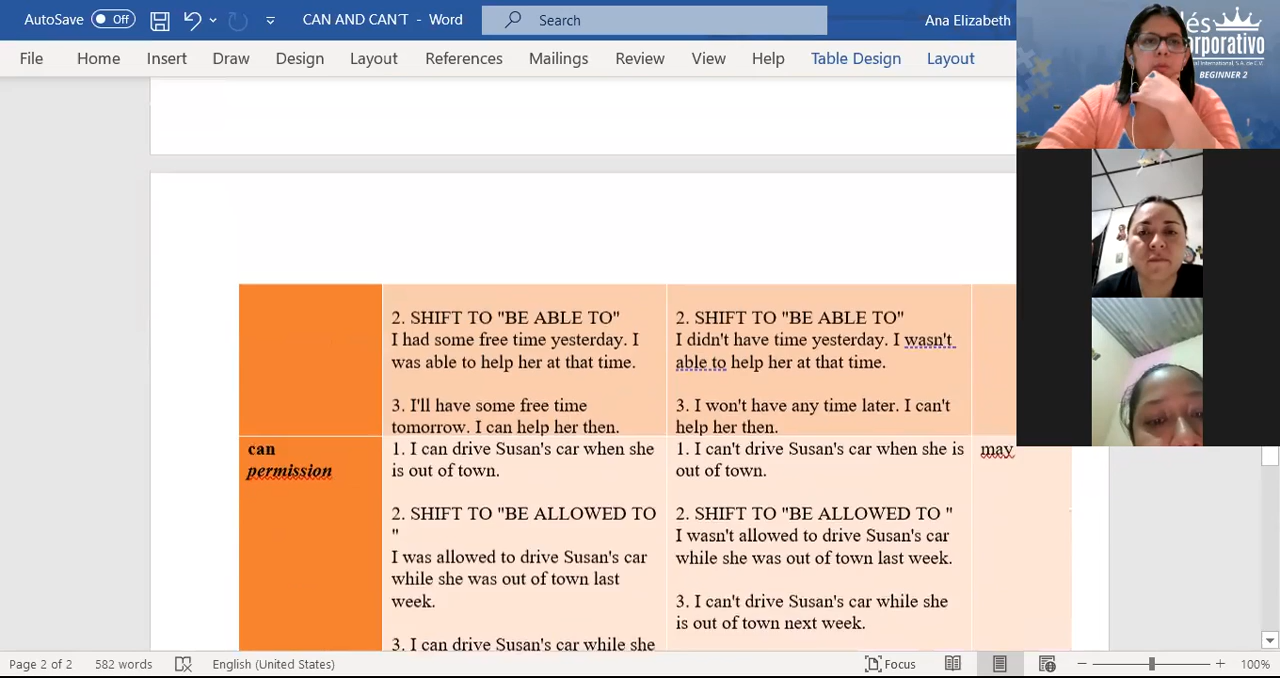 AutoSave Off CAN AND CAN'T - Word Search Ana Elizabeth
File Home Insert Draw Design Layout References Mailings Review View Help Table Design Layout
BEGINNER 2
2. SHIFT TO "BE ABLE TO"
I had some free time yesterday. I
was able to help her at that time.
3. I'll have some free time
tomorrow. I can help her then.
2. SHIFT TO "BE ABLE TO"
I didn't have time yesterday. I wasn't
able to help her at that time.
3. I won't have any time later. I can't
help her then.
can
permission
1. I can drive Susan's car when she
is out of town.
2. SHIFT TO "BE ALLOWED TO
"
I was allowed to drive Susan's car
while she was out of town last
week.
3. I can drive Susan's car while she
1. I can't drive Susan's car when she is
out of town.
2. SHIFT TO "BE ALLOWED TO "
I wasn't allowed to drive Susan's car
while she was out of town last week.
3. I can't drive Susan's car while she
is out of town next week.
may
Page 2 of 2 582 words English (United States) Focus 100%